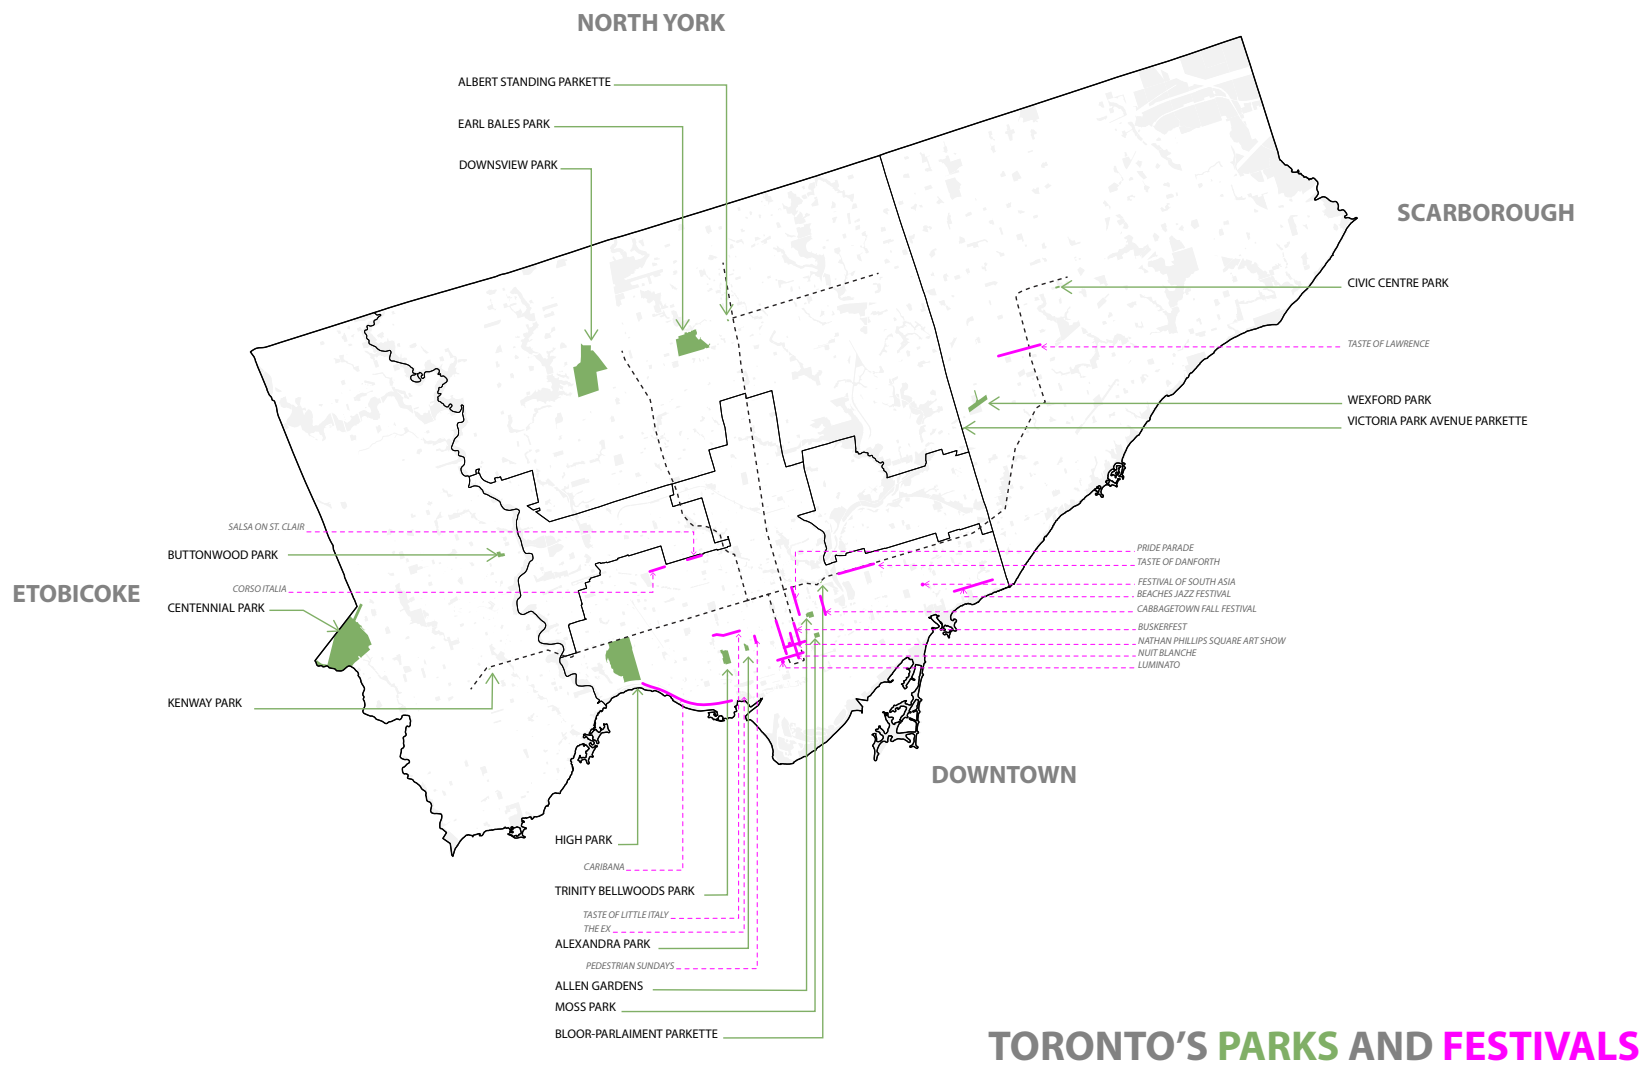 NORTH YORK
ALBERT STANDING PARKETTE
EARL BALES PARK
DOWNSVIEW PARK
SCARBOROUGH
CIVIC CENTRE PARK
TASTE OF LAWRENCE
WEXFORD PARK
VICTORIA PARK AVENUE PARKETTE
SALSA ON ST. CLAIR
BUTTONWOOD PARK
CORSO ITALIA
ETOBICOKE
CENTENNIAL PARK
KENWAY PARK
PRIDE PARADE
TASTE OF DANFORTH
FESTIVAL OF SOUTH ASIA
BEACHES JAZZ FESTIVAL
CABBAGETOWN FALL FESTIVAL
BUSKERFEST
NATHAN PHILLIPS SQUARE ART SHOW
NUIT BLANCHE
LUMINATO
DOWNTOWN
HIGH PARK
CARIBANA
TRINITY BELLWOODS PARK
TASTE OF LITTLE ITALY
THE EX
ALEXANDRA PARK
PEDESTRIAN SUNDAYS
ALLEN GARDENS
MOSS PARK
BLOOR-PARLAIMENT PARKETTE
TORONTO'S PARKS AND FESTIVALS